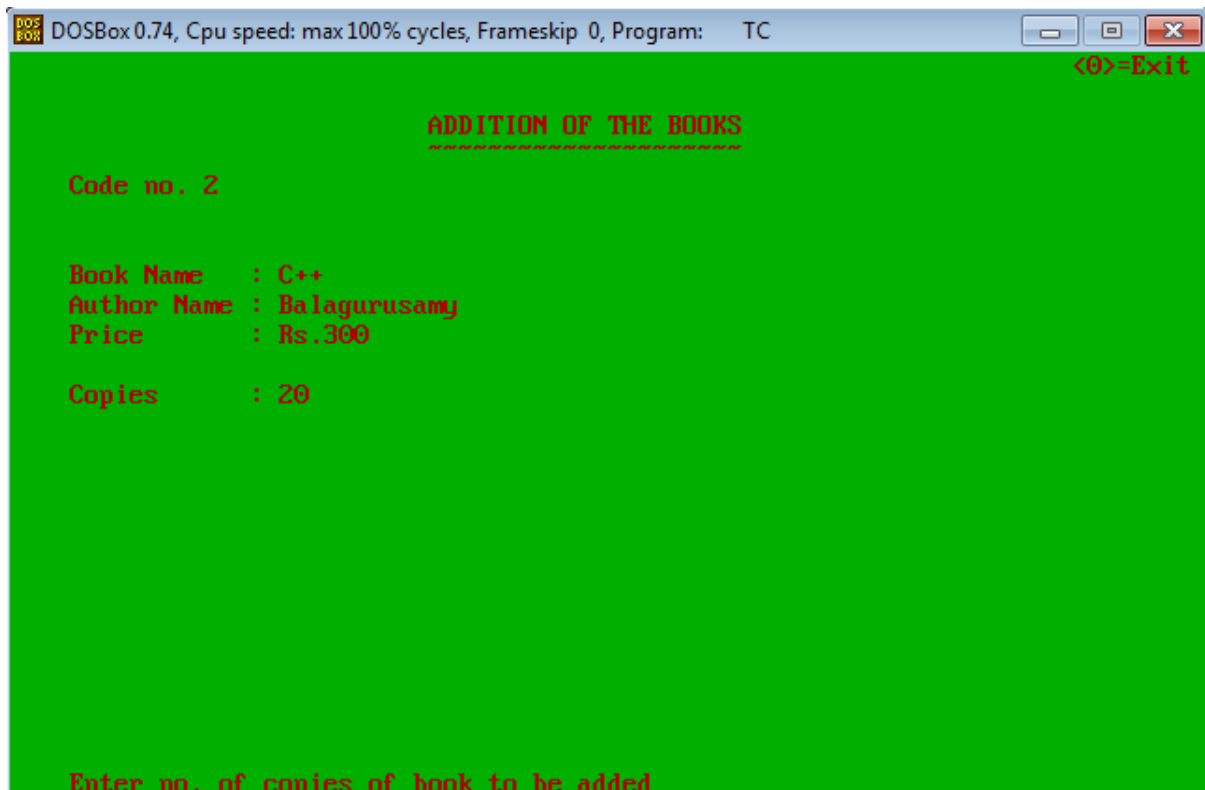 DOS
BOX
DOSBox 0.74, Cpu speed: max 100% cycles, Frameskip 0, Program: TC
<0>=Exit
ADDITION OF THE BOOKS
~~~~~~~~~~~~~~~~~~~~~
Code no. 2
Book Name : C++
Author Name : Balagurusamy
Price : Rs.300
Copies : 20
Enter no. of copies of book to be added